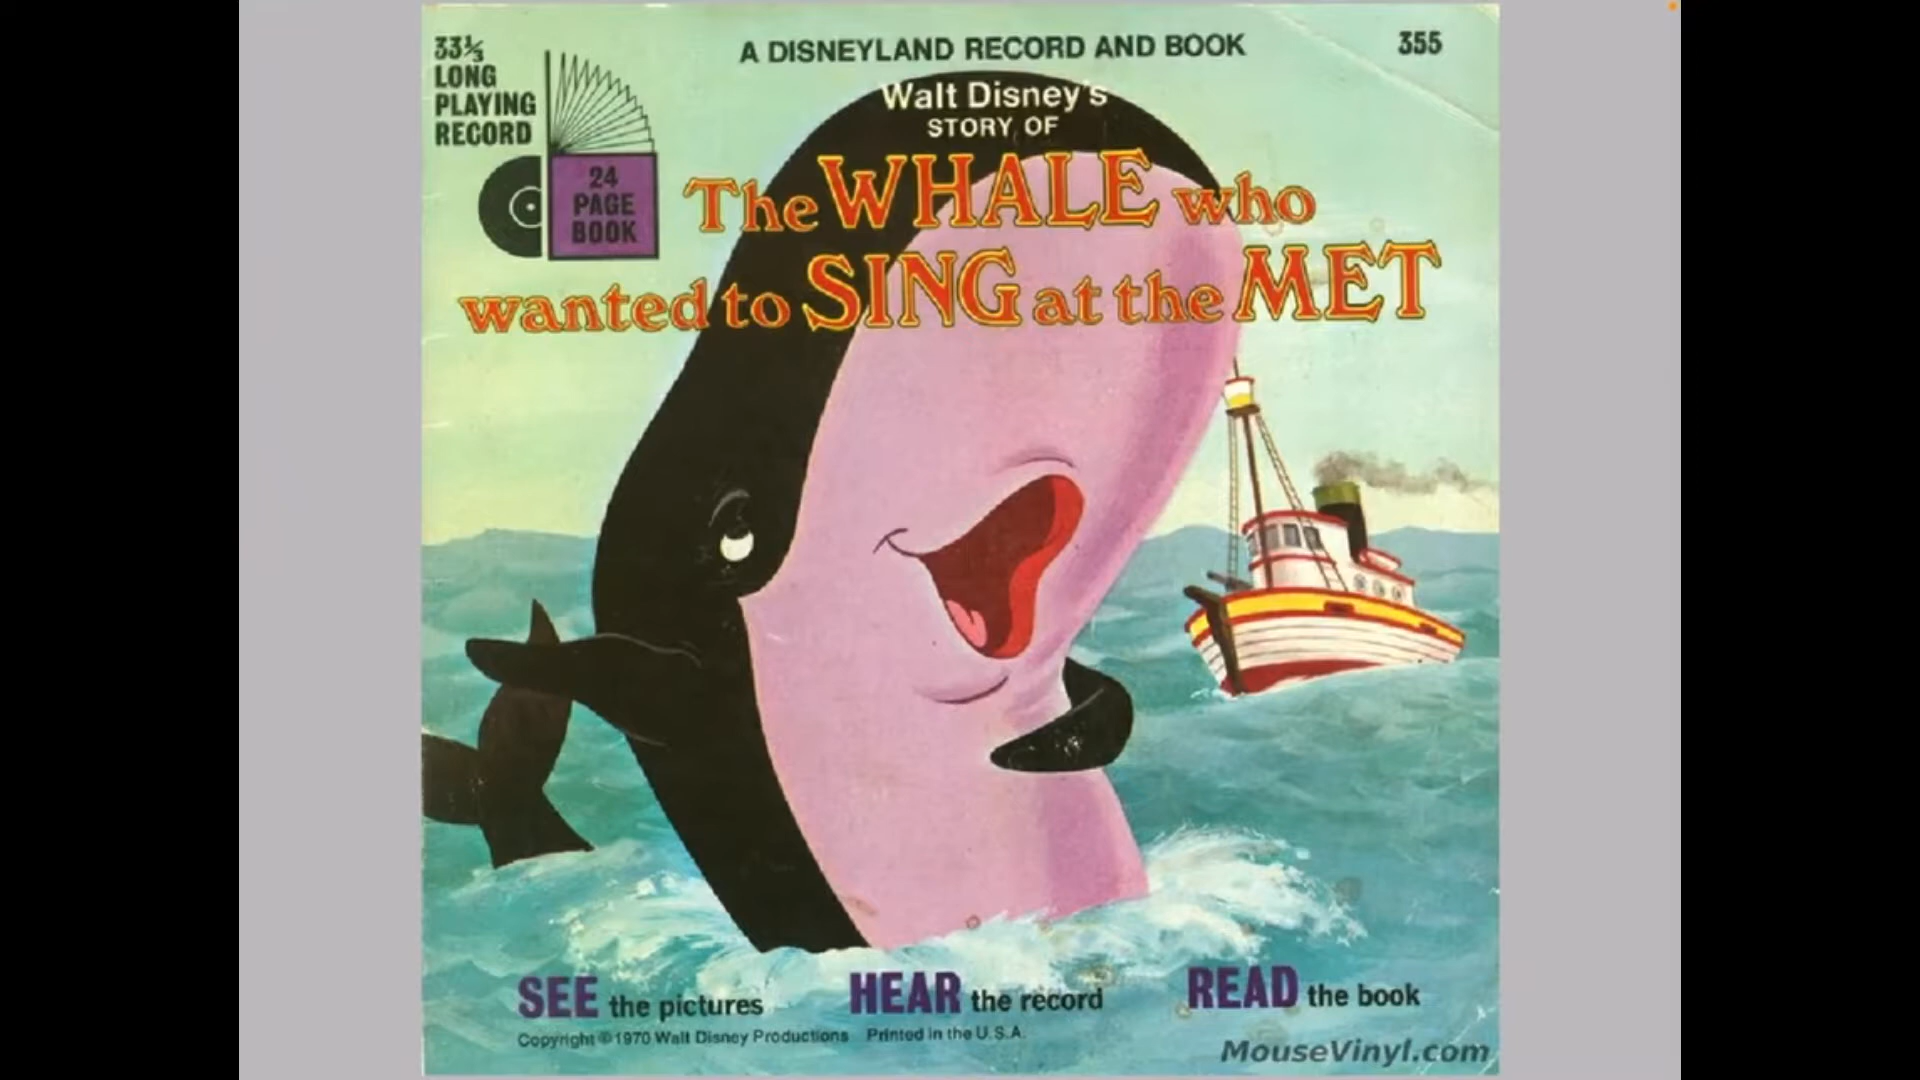 33⅓
LONG
PLAYING
RECORD
24
PAGE
BOOK
A DISNEYLAND RECORD AND BOOK
355
Walt Disney's
STORY OF
The WHALE who
wanted to SING at the MET
SEE the pictures
HEAR the record
READ the book
Copyright ©1970 Walt Disney Productions Printed in the U.S.A.
MouseVinyl.com